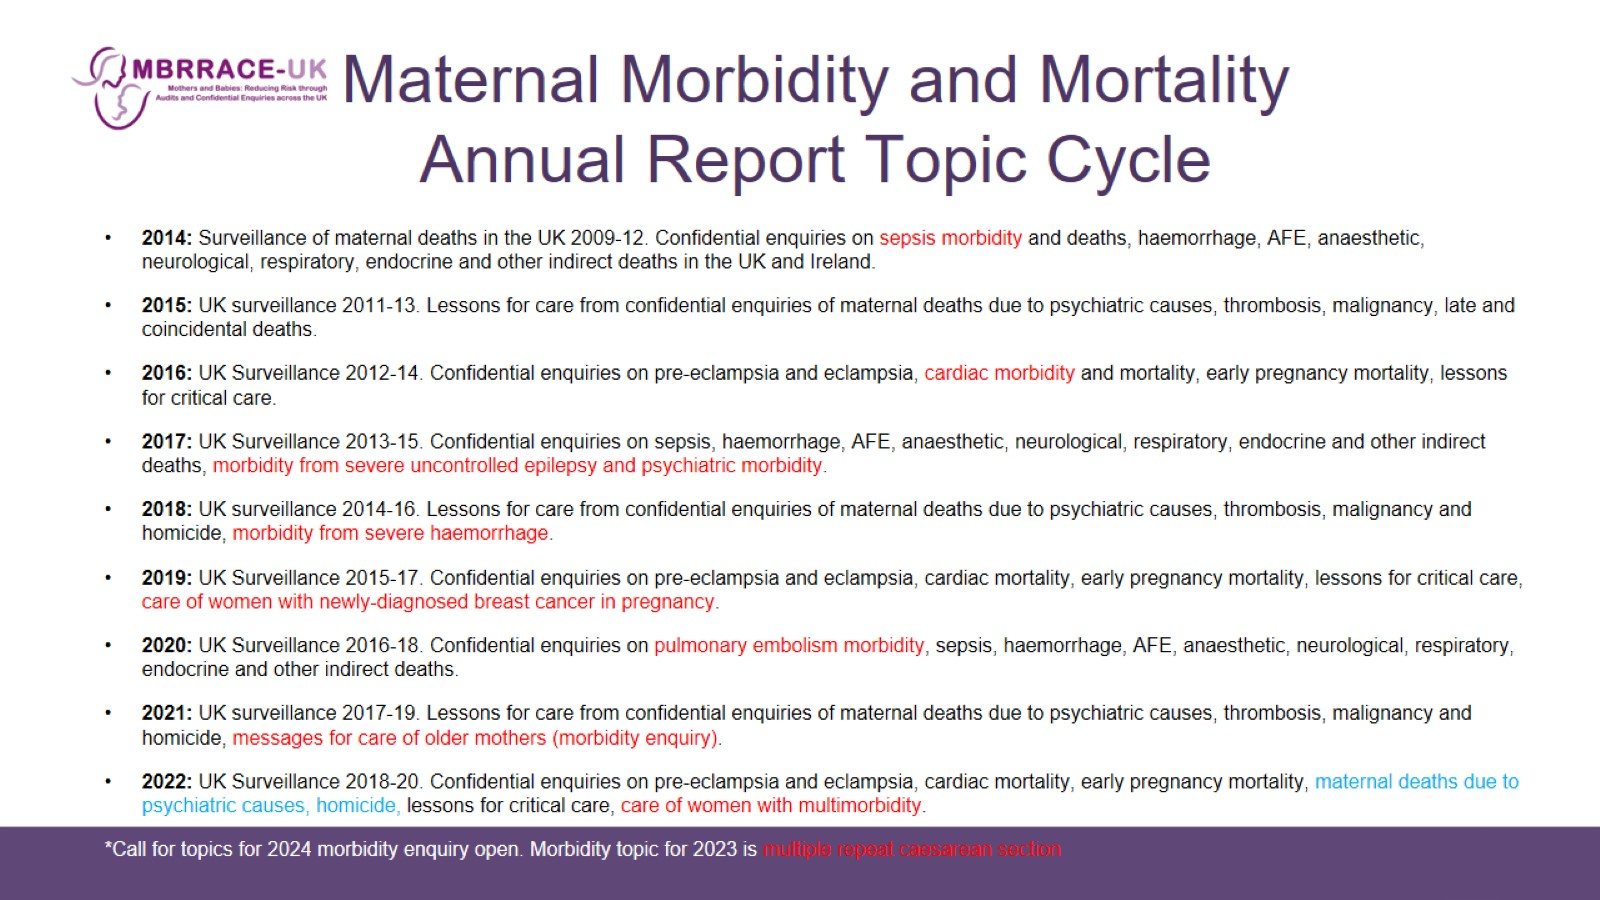 MBRRACE-UK
Mothers and Babies: Reducing Risk through
Audits and Confidential Enquiries across the UK
Maternal Morbidity and Mortality
Annual Report Topic Cycle
• 2014: Surveillance of maternal deaths in the UK 2009-12. Confidential enquiries on sepsis morbidity and deaths, haemorrhage, AFE, anaesthetic,
neurological, respiratory, endocrine and other indirect deaths in the UK and Ireland.
• 2015: UK surveillance 2011-13. Lessons for care from confidential enquiries of maternal deaths due to psychiatric causes, thrombosis, malignancy, late and
coincidental deaths.
• 2016: UK Surveillance 2012-14. Confidential enquiries on pre-eclampsia and eclampsia, cardiac morbidity and mortality, early pregnancy mortality, lessons
for critical care.
• 2017: UK Surveillance 2013-15. Confidential enquiries on sepsis, haemorrhage, AFE, anaesthetic, neurological, respiratory, endocrine and other indirect
deaths, morbidity from severe uncontrolled epilepsy and psychiatric morbidity.
• 2018: UK surveillance 2014-16. Lessons for care from confidential enquiries of maternal deaths due to psychiatric causes, thrombosis, malignancy and
homicide, morbidity from severe haemorrhage.
• 2019: UK Surveillance 2015-17. Confidential enquiries on pre-eclampsia and eclampsia, cardiac mortality, early pregnancy mortality, lessons for critical care,
care of women with newly-diagnosed breast cancer in pregnancy.
• 2020: UK Surveillance 2016-18. Confidential enquiries on pulmonary embolism morbidity, sepsis, haemorrhage, AFE, anaesthetic, neurological, respiratory,
endocrine and other indirect deaths.
• 2021: UK surveillance 2017-19. Lessons for care from confidential enquiries of maternal deaths due to psychiatric causes, thrombosis, malignancy and
homicide, messages for care of older mothers (morbidity enquiry).
• 2022: UK Surveillance 2018-20. Confidential enquiries on pre-eclampsia and eclampsia, cardiac mortality, early pregnancy mortality, maternal deaths due to
psychiatric causes, homicide, lessons for critical care, care of women with multimorbidity.
*Call for topics for 2024 morbidity enquiry open. Morbidity topic for 2023 is multiple repeat caesarean section